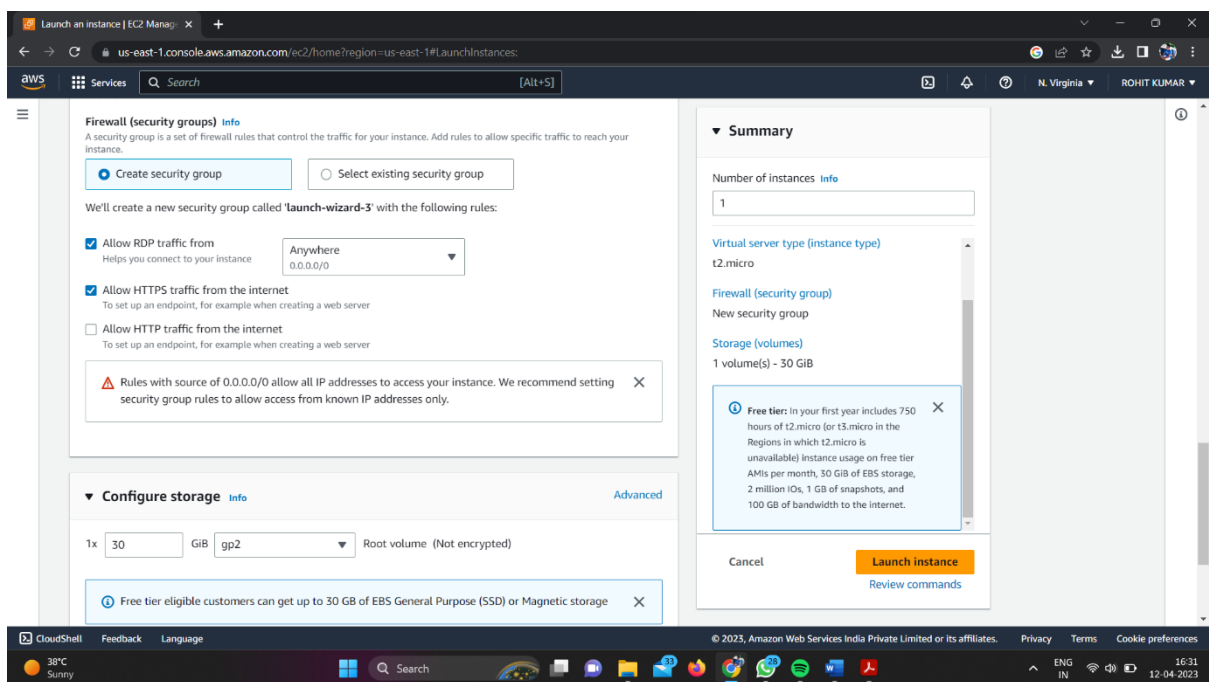 Launch an instance | EC2 Manag
us-east-1.console.aws.amazon.com/ec2/home?region=us-east-1#LaunchInstances:
aws
Services
Search
[Alt+S]
N. Virginia
ROHIT KUMAR
Firewall (security groups) Info
A security group is a set of firewall rules that control the traffic for your instance. Add rules to allow specific traffic to reach your
instance.
Create security group
Select existing security group
We'll create a new security group called 'launch-wizard-3' with the following rules:
Allow RDP traffic from
Helps you connect to your instance
Anywhere
0.0.0.0/0
Allow HTTPS traffic from the internet
To set up an endpoint, for example when creating a web server
Allow HTTP traffic from the internet
To set up an endpoint, for example when creating a web server
Rules with source of 0.0.0.0/0 allow all IP addresses to access your instance. We recommend setting
security group rules to allow access from known IP addresses only.
Configure storage Info
Advanced
1x
30
GiB
gp2
Root volume (Not encrypted)
Free tier eligible customers can get up to 30 GB of EBS General Purpose (SSD) or Magnetic storage
Summary
Number of instances Info
1
Virtual server type (instance type)
t2.micro
Firewall (security group)
New security group
Storage (volumes)
1 volume(s) - 30 GiB
Free tier: In your first year includes 750
hours of t2.micro (or t3.micro in the
Regions in which t2.micro is
unavailable) instance usage on free tier
AMIs per month, 30 GiB of EBS storage,
2 million IOs, 1 GB of snapshots, and
100 GB of bandwidth to the internet.
Cancel
Launch instance
Review commands
CloudShell
Feedback
Language
© 2023, Amazon Web Services India Private Limited or its affiliates.
Privacy
Terms
Cookie preferences
38°C
Sunny
Search
33
28
ENG
IN
16:31
12-04-2023